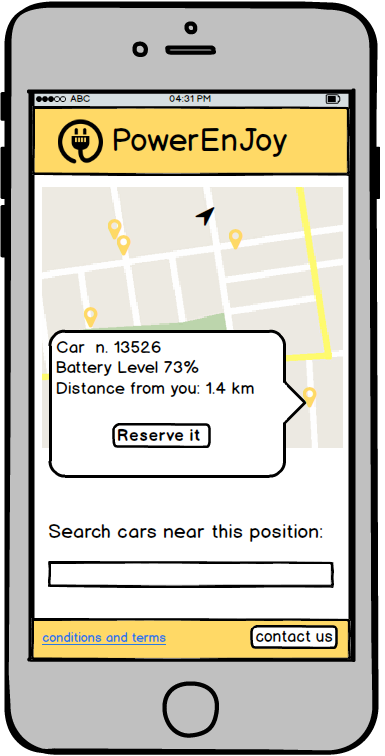 ABC 04:31 PM
PowerEnJoy
Car n. 13526
Battery Level 73%
Distance from you: 1.4 km
Reserve it
Search cars near this position:
conditions and terms contact us